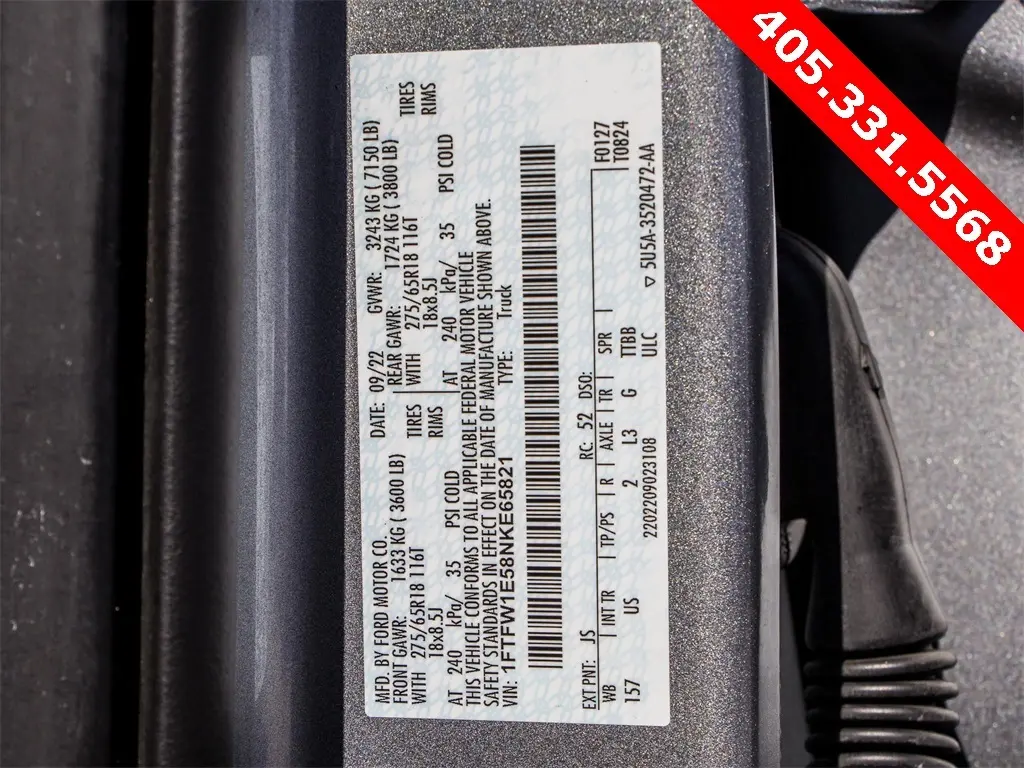 MFD. BY FORD MOTOR CO. DATE: 09/22 GVWR: 3243 KG ( 7150 LB)
FRONT GAWR: 1633 KG ( 3600 LB) REAR GAWR: 1724 KG ( 3800 LB)
WITH 275/65R18 116T TIRES WITH 275/65R18 116T TIRES
18x8.5J RIMS 18x8.5J RIMS
AT 240 kPa/ 35 PSI COLD AT 240 kPa/ 35 PSI COLD
THIS VEHICLE CONFORMS TO ALL APPLICABLE FEDERAL MOTOR VEHICLE
SAFETY STANDARDS IN EFFECT ON THE DATE OF MANUFACTURE SHOWN ABOVE.
VIN: 1FTFW1E58NKE65821 TYPE: Truck
EXT PNT: JS RC: 52 DSO: F0127
WB INT TR TP/PS R AXLE TR SPR T0824
157 US 2 L3 G TTBB
2202209023108 ULC ▽ 5U5A-3520472-AA
405.331.5568